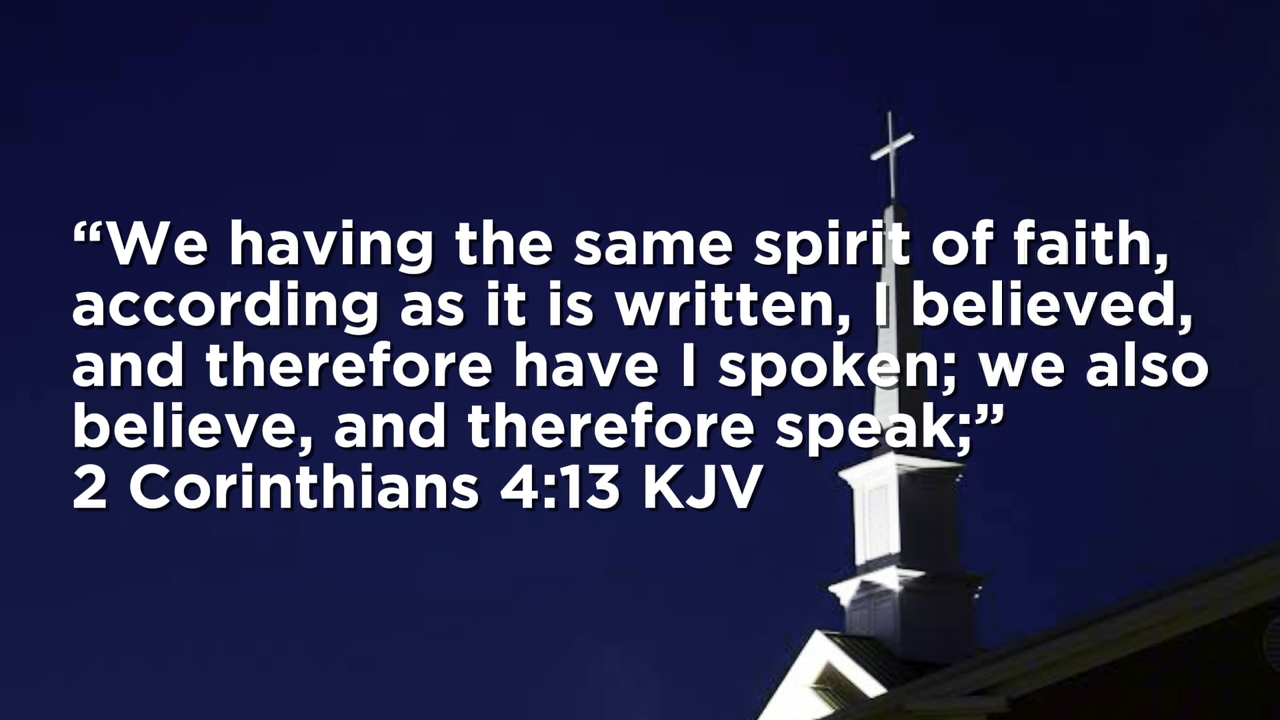 “We having the same spirit of faith,
according as it is written, I believed,
and therefore have I spoken; we also
believe, and therefore speak;”
2 Corinthians 4:13 KJV